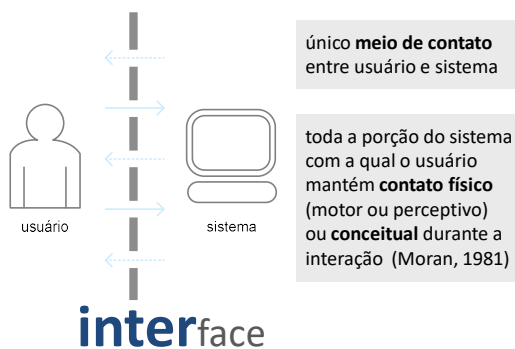 único meio de contato
entre usuário e sistema
toda a porção do sistema
com a qual o usuário
mantém contato físico
(motor ou perceptivo)
ou conceitual durante a
interação (Moran, 1981)
usuário
sistema
interface